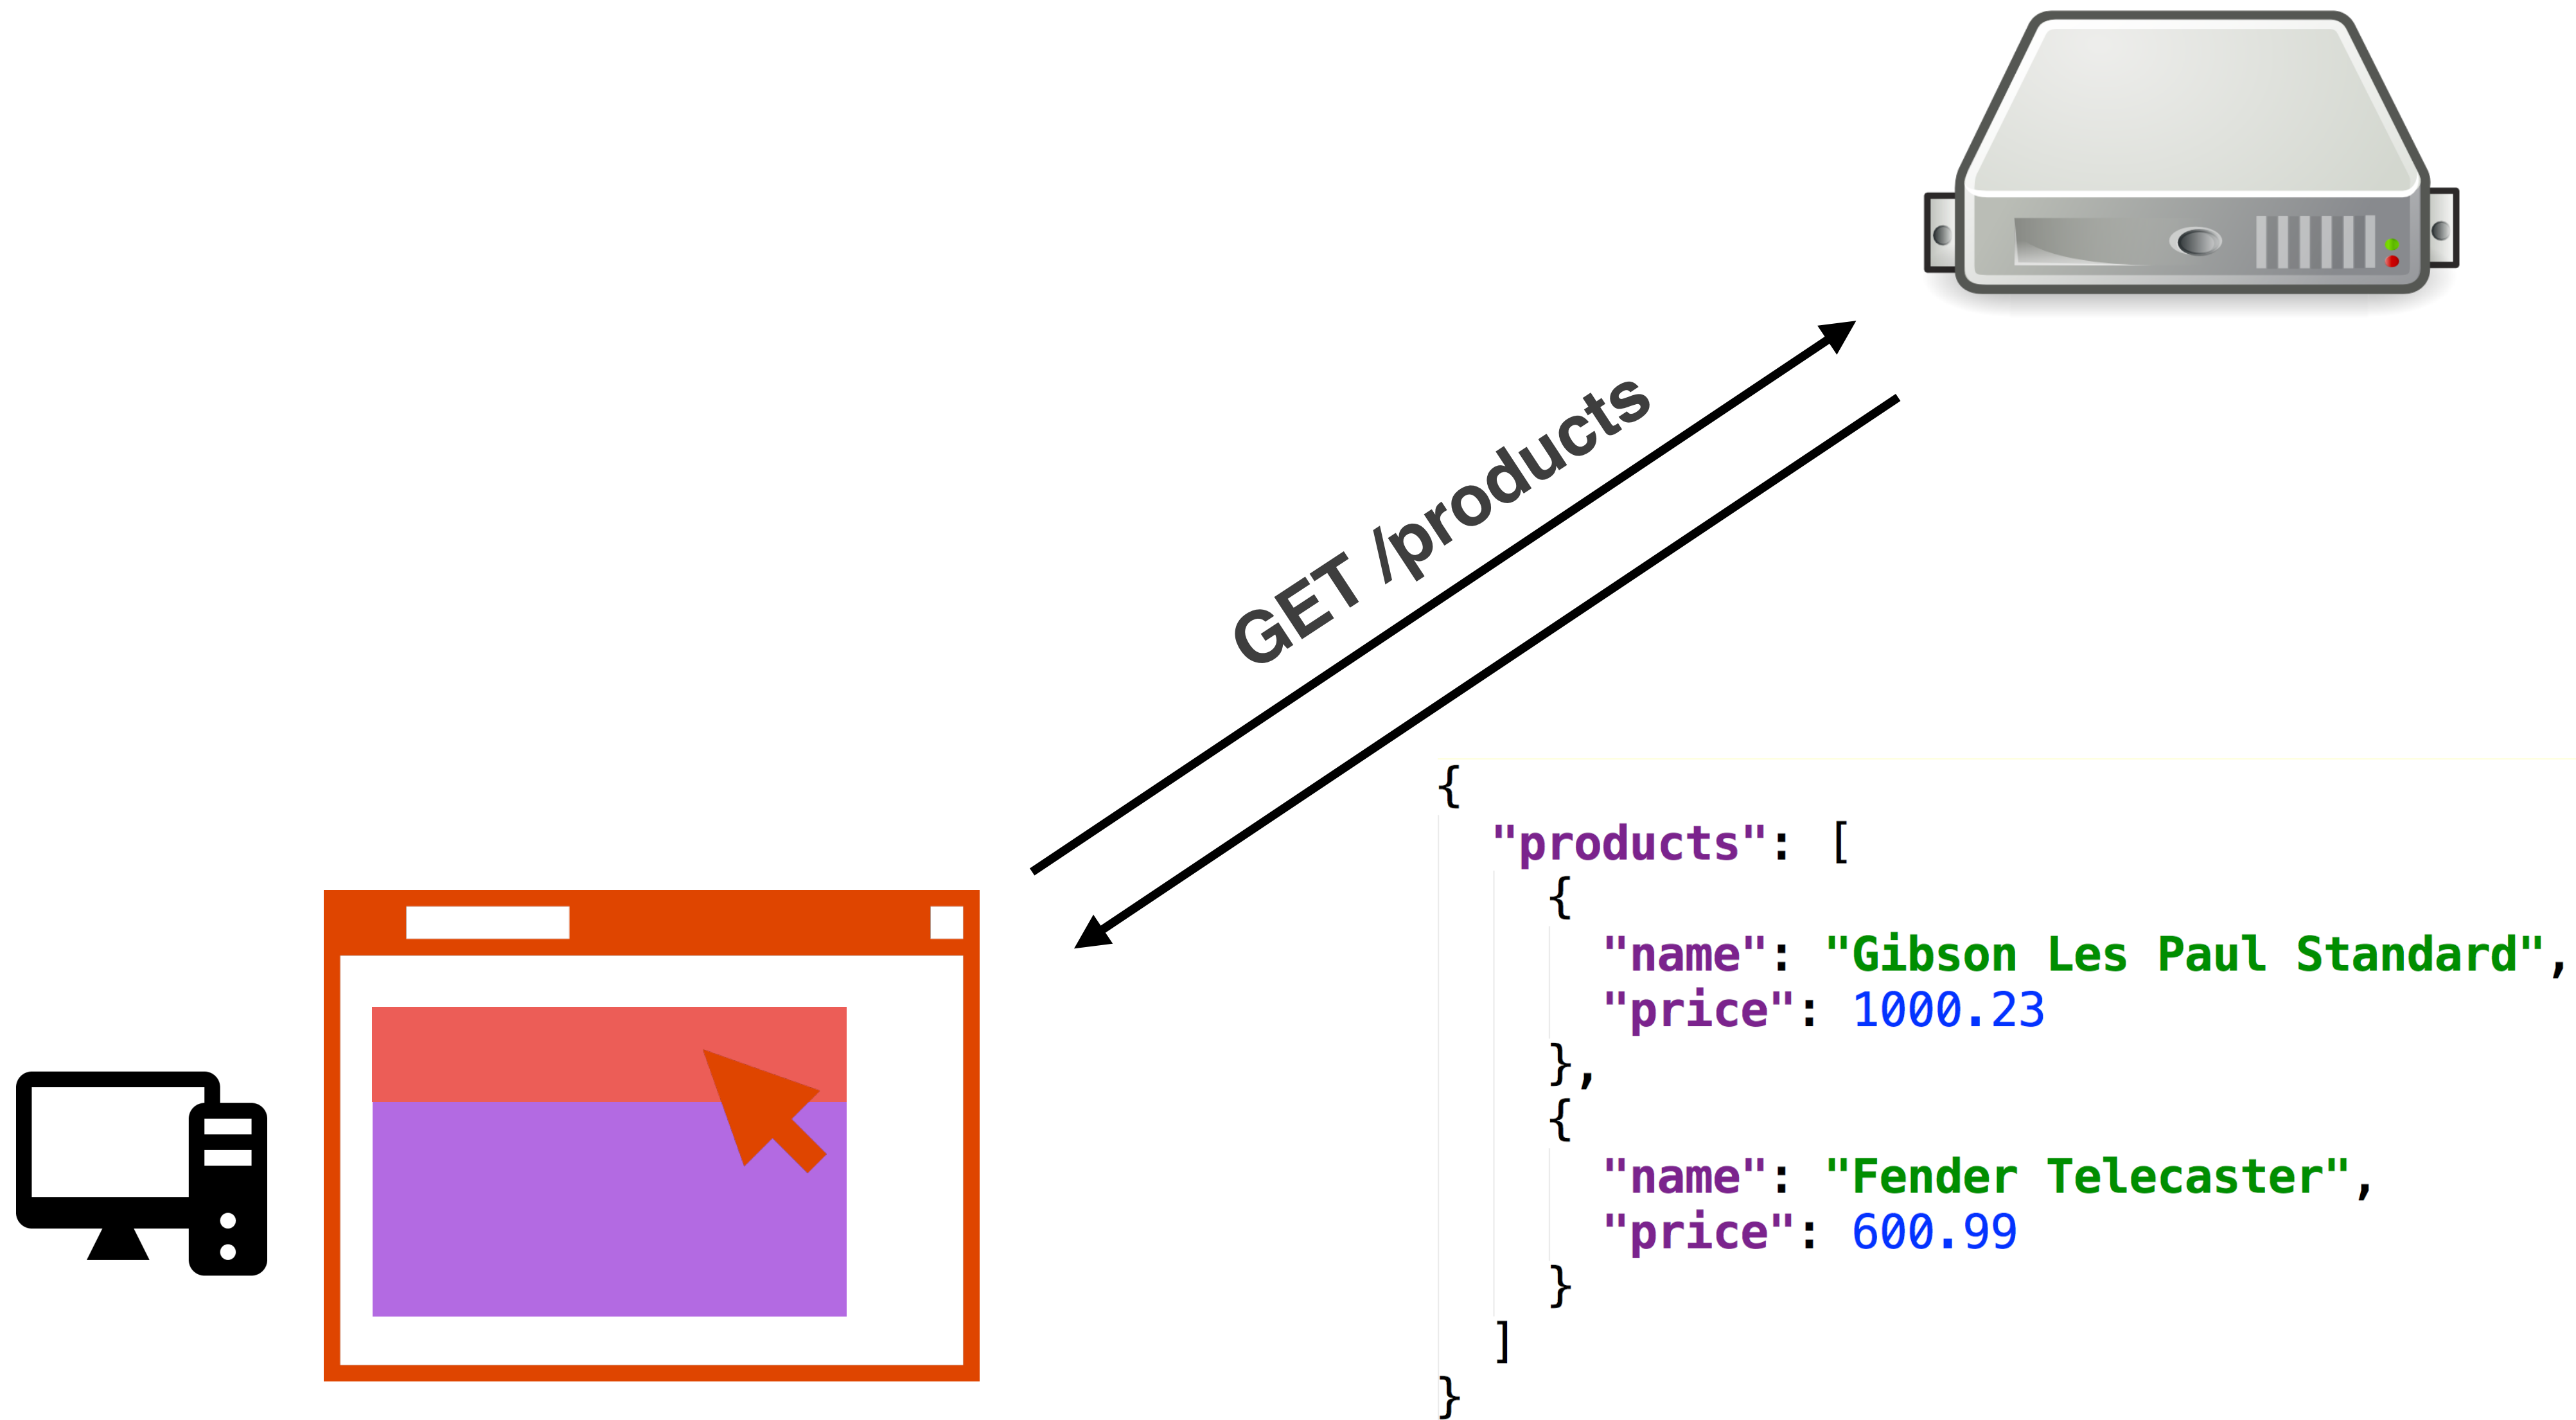 GET /products
{
"products": [
{
"name": "Gibson Les Paul Standard",
"price": 1000.23
},
{
"name": "Fender Telecaster",
"price": 600.99
}
]
}